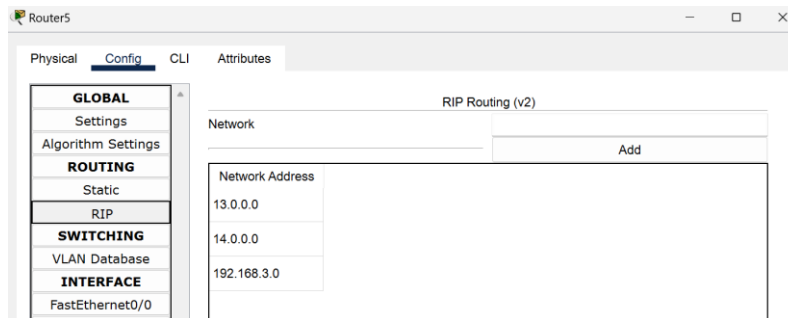 Router5
Physical Config CLI Attributes
GLOBAL
Settings
Algorithm Settings
ROUTING
Static
RIP
SWITCHING
VLAN Database
INTERFACE
FastEthernet0/0
RIP Routing (v2)
Network
Add
Network Address
13.0.0.0
14.0.0.0
192.168.3.0